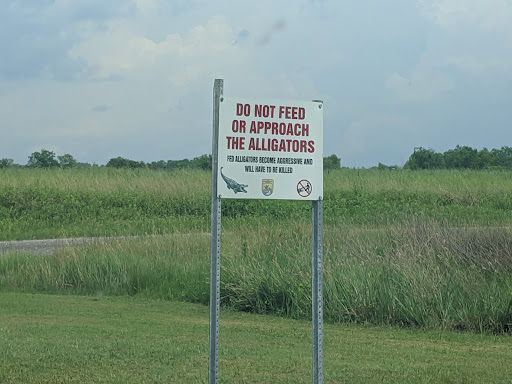 DO NOT FEED
OR APPROACH
THE ALLIGATORS
FED ALLIGATORS BECOME AGGRESSIVE AND
WILL HAVE TO BE KILLED